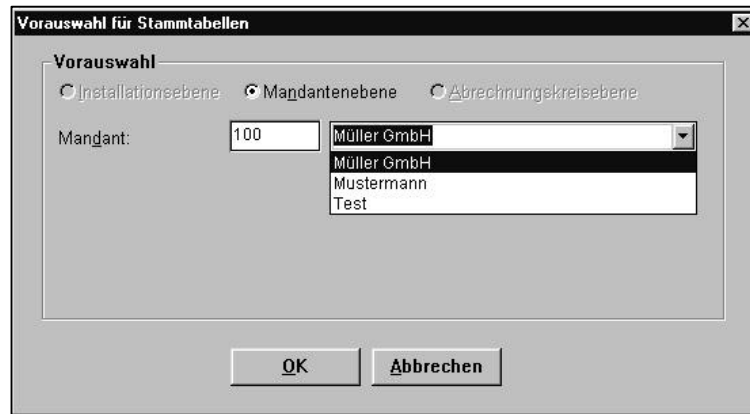 Vorauswahl für Stammtabellen
Vorauswahl
Installationsebene Mandantenebene Abrechnungskreisebene
Mandant: 100 Müller GmbH
Müller GmbH
Mustermann
Test
OK Abbrechen